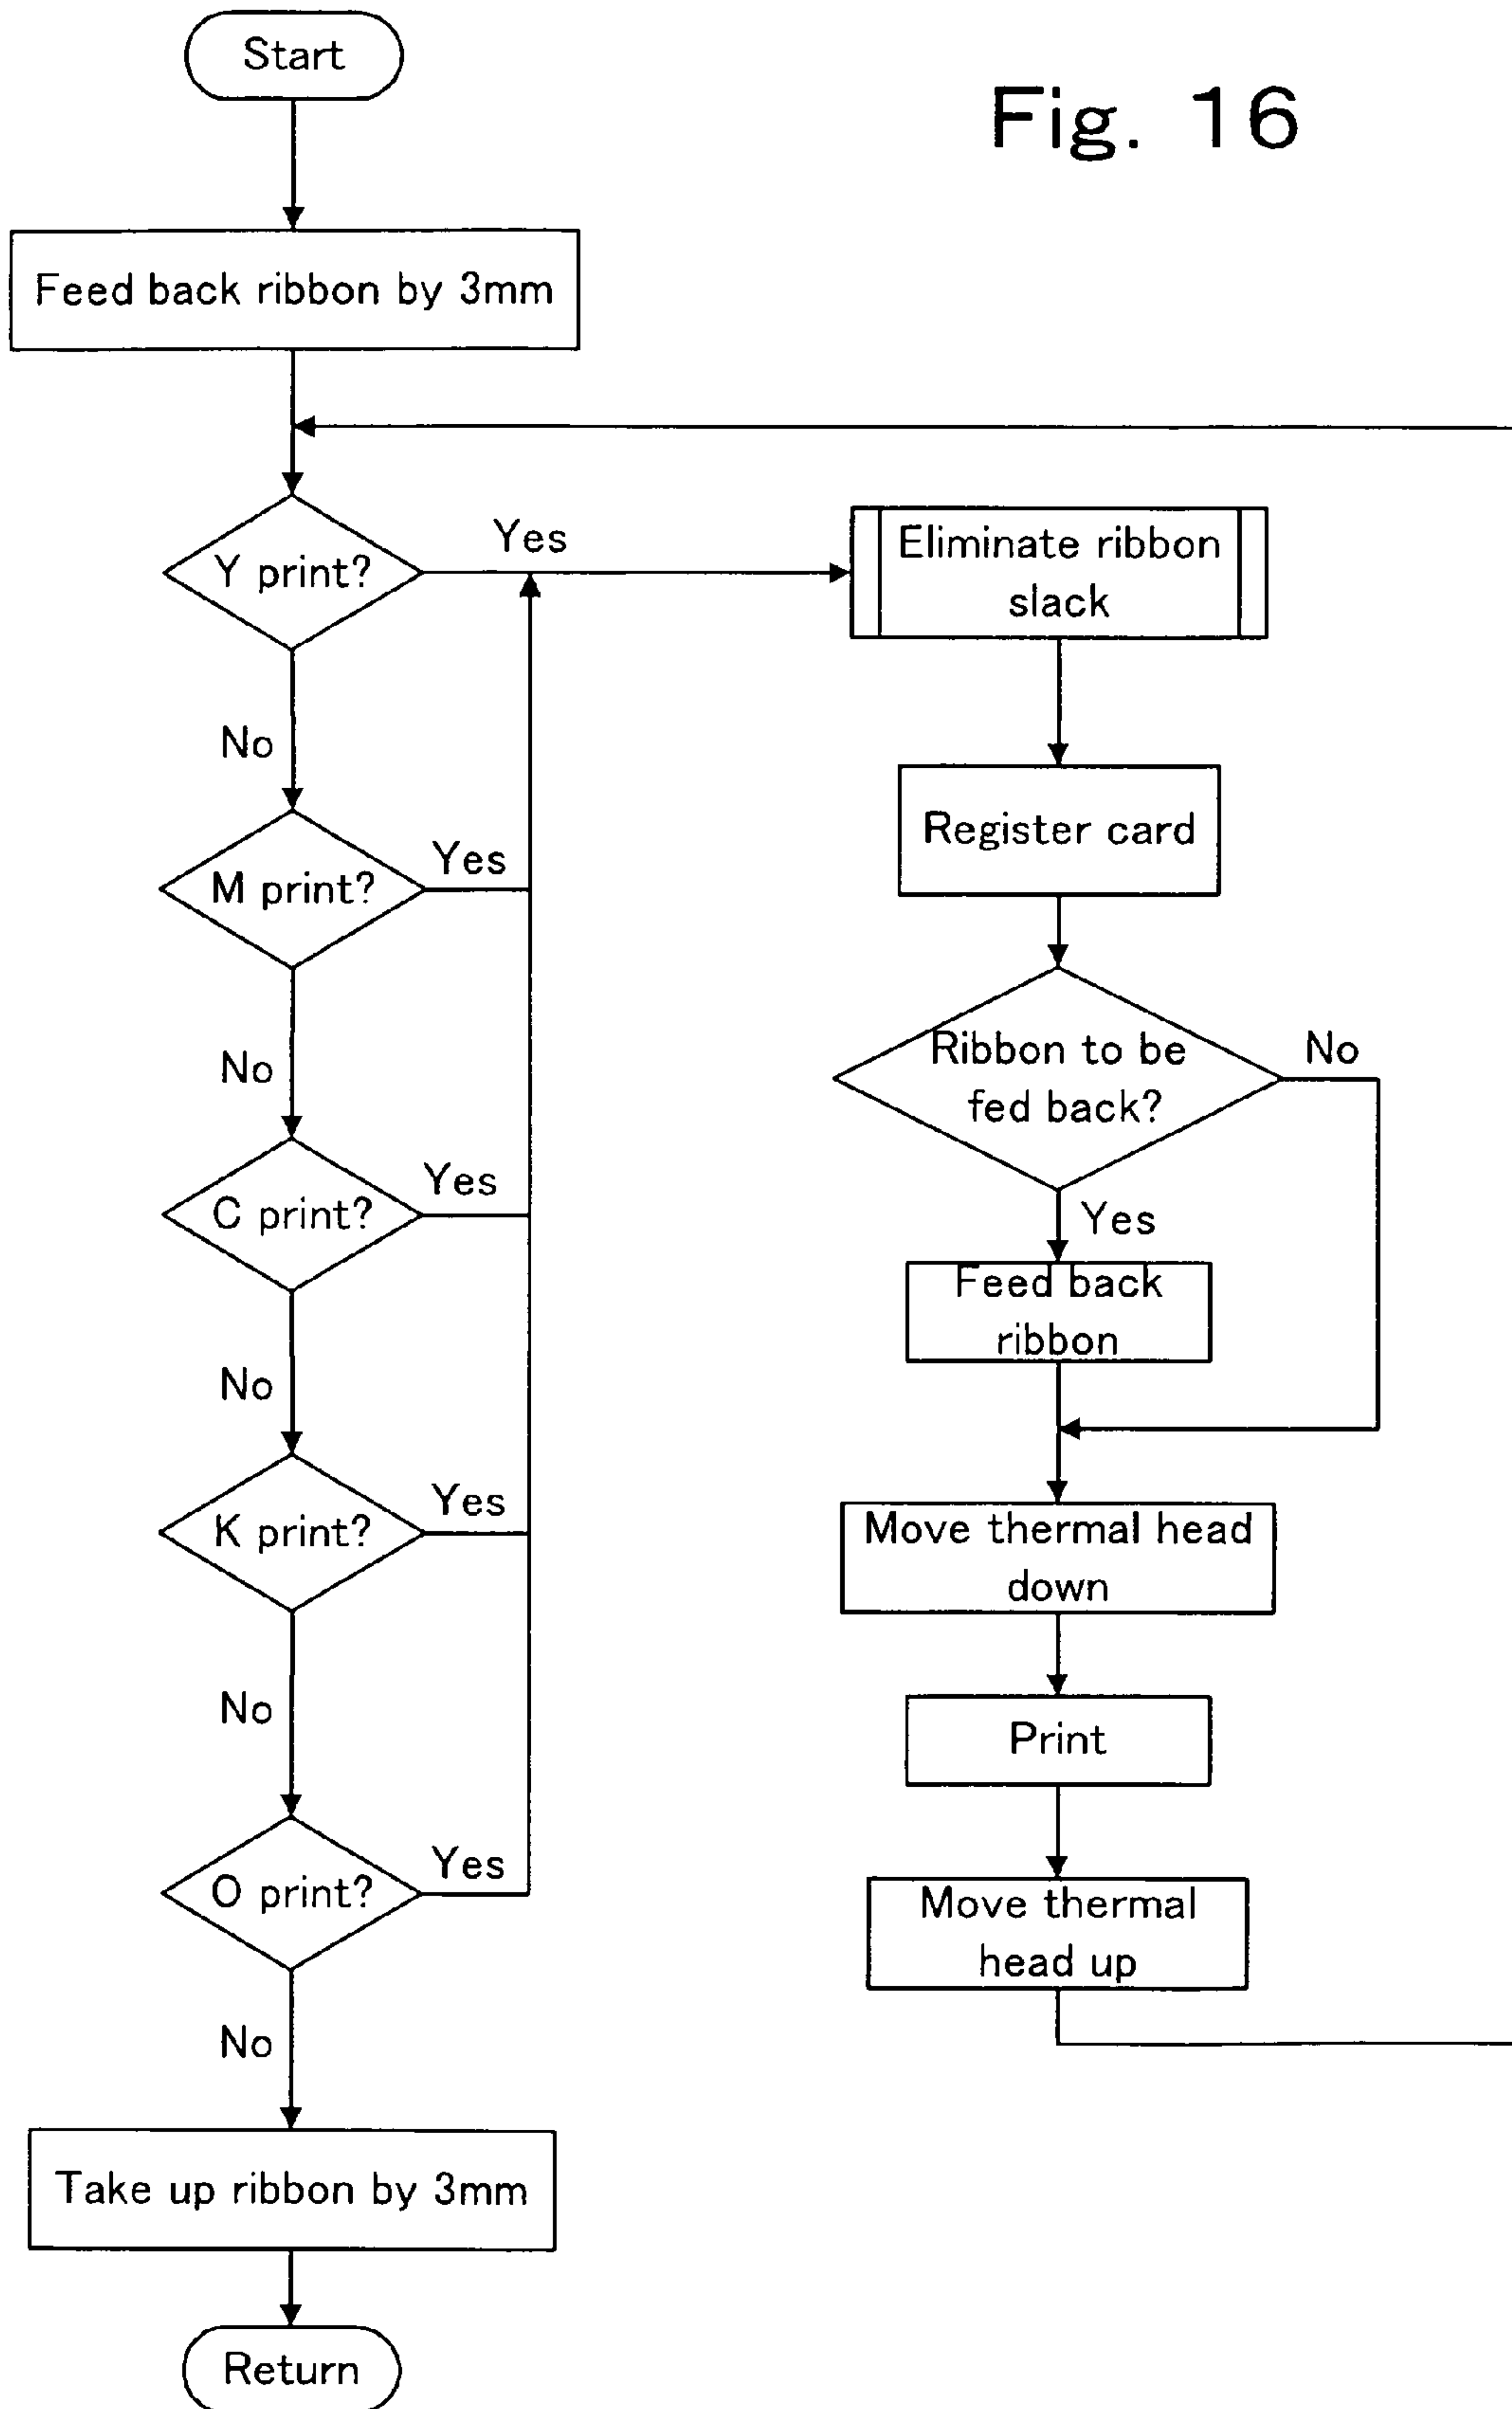 Fig. 16
Start
Feed back ribbon by 3mm
Y print?
Yes
No
M print?
Yes
No
C print?
Yes
No
K print?
Yes
No
O print?
Yes
No
Take up ribbon by 3mm
Return
Eliminate ribbon
slack
Register card
Ribbon to be
fed back?
No
Yes
Feed back
ribbon
Move thermal head
down
Print
Move thermal
head up